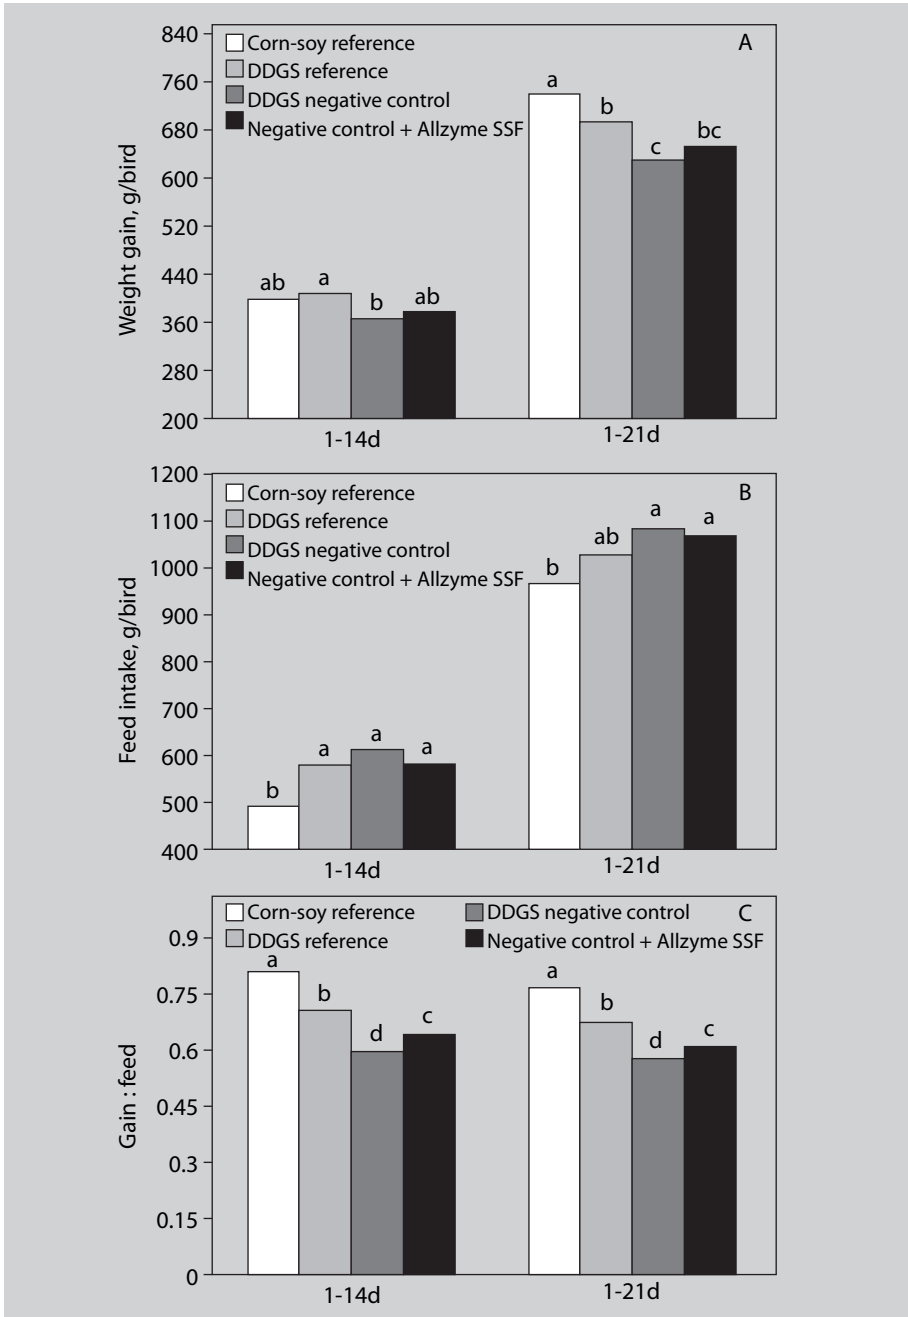 840
760
680
600
520
440
360
280
200
Weight gain, g/bird
Corn-soy reference
DDGS reference
DDGS negative control
Negative control + Allzyme SSF
A
ab
a
b
ab
a
b
c
bc
1-14d
1-21d
1200
1100
1000
900
800
700
600
500
400
Feed intake, g/bird
Corn-soy reference
DDGS reference
DDGS negative control
Negative control + Allzyme SSF
B
b
a
a
a
b
ab
a
a
1-14d
1-21d
0.9
0.75
0.6
0.45
0.3
0.15
0
Gain : feed
Corn-soy reference
DDGS reference
DDGS negative control
Negative control + Allzyme SSF
C
a
b
d
c
a
b
d
c
1-14d
1-21d